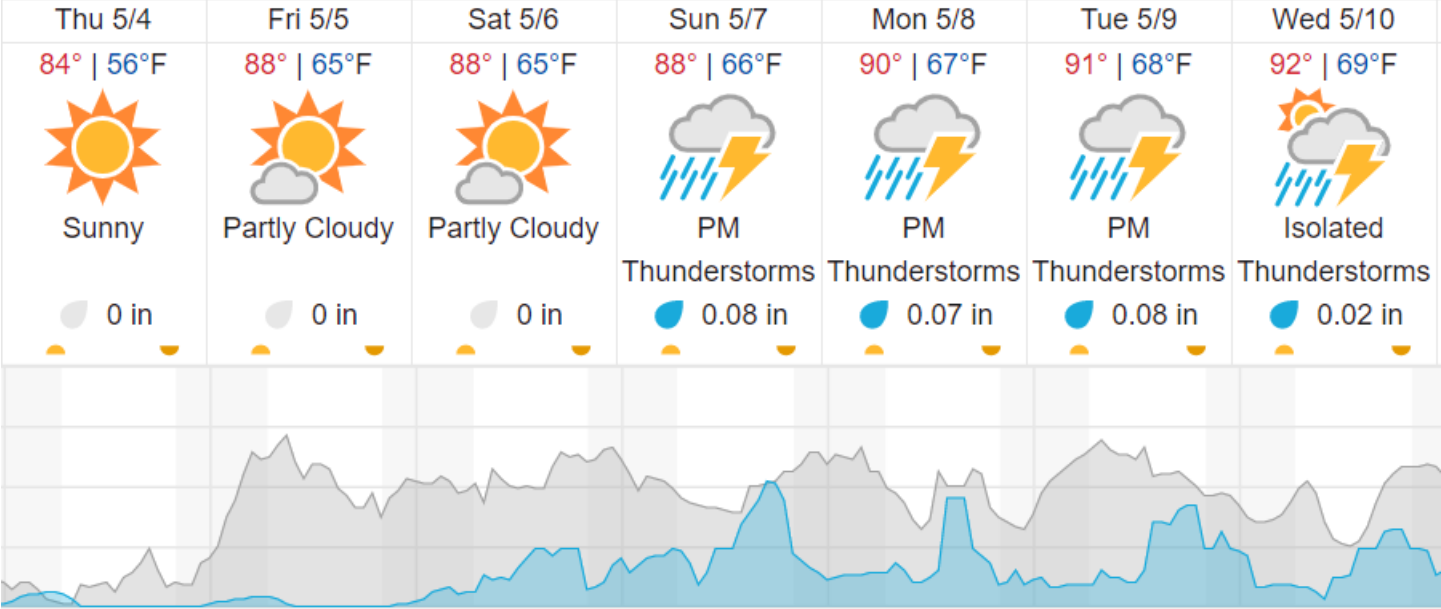 Thu 5/4
84° | 56°F
Sunny
0 in
Fri 5/5
88° | 65°F
Partly Cloudy
0 in
Sat 5/6
88° | 65°F
Partly Cloudy
0 in
Sun 5/7
88° | 66°F
PM
Thunderstorms
0.08 in
Mon 5/8
90° | 67°F
PM
Thunderstorms
0.07 in
Tue 5/9
91° | 68°F
PM
Thunderstorms
0.08 in
Wed 5/10
92° | 69°F
Isolated
Thunderstorms
0.02 in